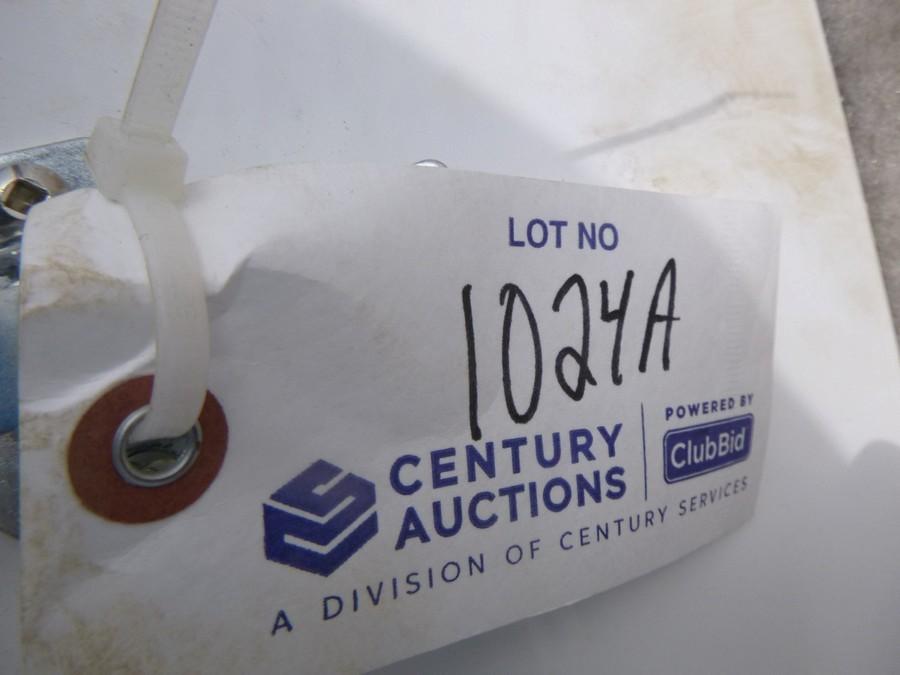 LOT NO
1024A
CENTURY
AUCTIONS
POWERED BY
ClubBid
A DIVISION OF CENTURY SERVICES